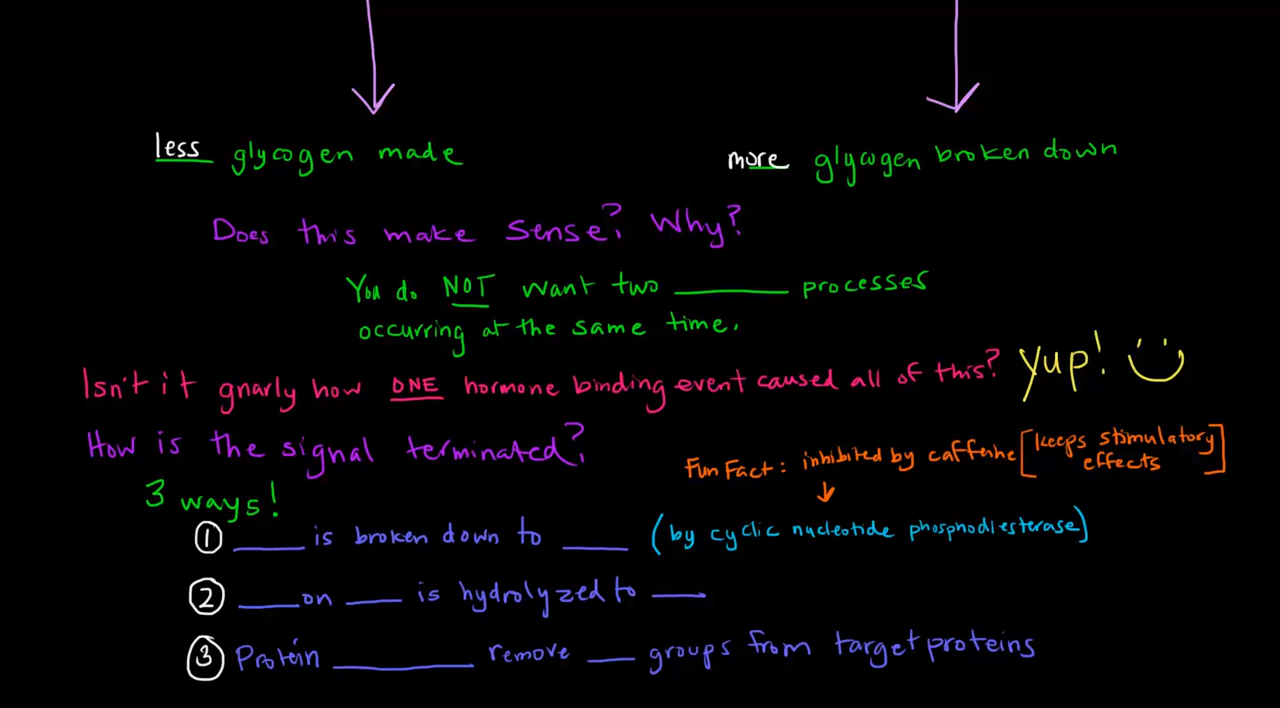 less glycogen made
more glycogen broken down
Does this make sense? Why?
You do NOT want two ______ processes
occurring at the same time.
Isn't it gnarly how ONE hormone binding event caused all of this? Yup!
How is the signal terminated?
Fun Fact: inhibited by caffeine [keeps stimulatory effects]
3 ways!
① ____ is broken down to ____ (by cyclic nucleotide phosphodiesterase)
② ____ on ____ is hydrolyzed to ____
③ Protein ________ remove ___ groups from target proteins